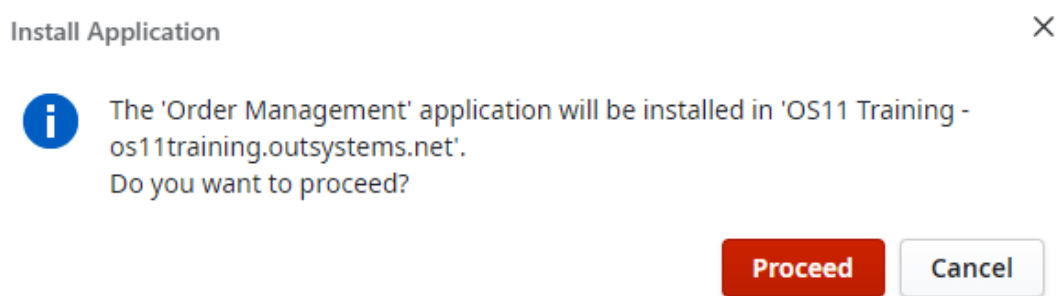 Install Application
The 'Order Management' application will be installed in 'OS11 Training -
os11training.outsystems.net'.
Do you want to proceed?
Proceed
Cancel